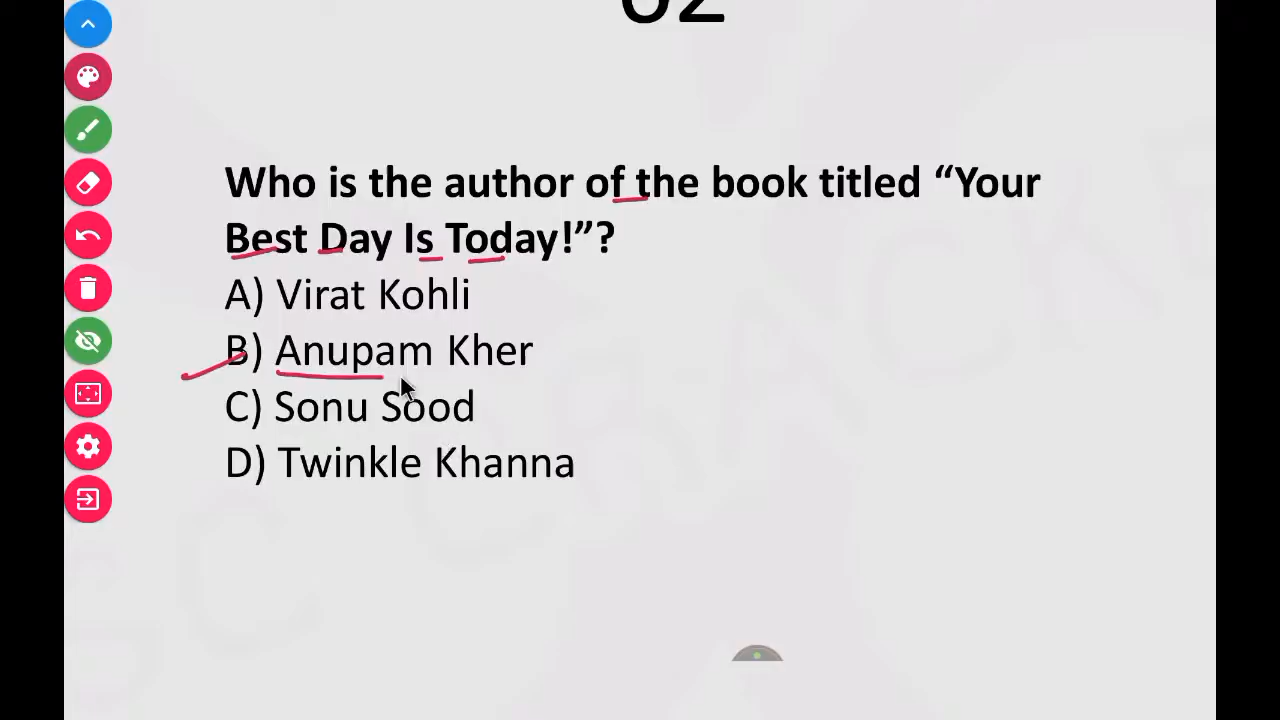 02
Who is the author of the book titled “Your
Best Day Is Today!”?
A) Virat Kohli
B) Anupam Kher
C) Sonu Sood
D) Twinkle Khanna